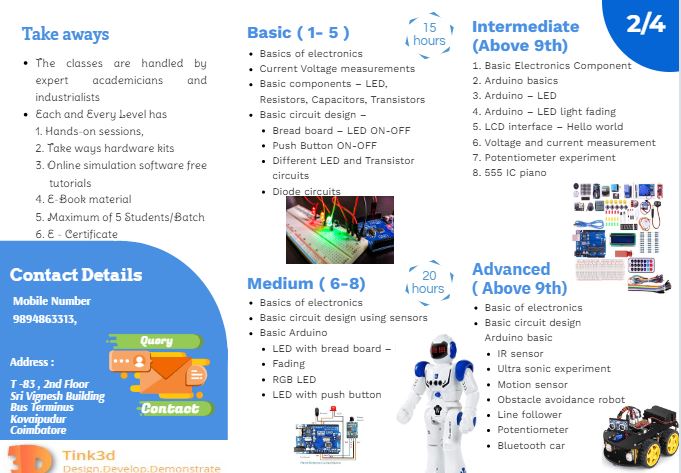 Take aways
The classes are handled by
expert academicians and
industrialists
Each and Every Level has
1. Hands-on sessions,
2. Take ways hardware kits
3. Online simulation software free
tutorials
4. E-Book material
5. Maximum of 5 Students/Batch
6. E - Certificate
Contact Details
Mobile Number
9894863313,
Address :
T -83 , 2nd Floor
Sri Vignesh Building
Bus Terminus
Kovaipudur
Coimbatore
Query
Contact
Tink3d
Design.Develop.Demonstrate
Basic ( 1- 5 )
15
hours
Basics of electronics
Current Voltage measurements
Basic components – LED,
Resistors, Capacitors, Transistors
Basic circuit design –
Bread board – LED ON-OFF
Push Button ON-OFF
Different LED and Transistor
circuits
Diode circuits
Medium ( 6-8)
20
hours
Basics of electronics
Basic circuit design using sensors
Basic Arduino
LED with bread board –
Fading
RGB LED
LED with push button
2/4
Intermediate
(Above 9th)
1. Basic Electronics Component
2. Arduino basics
3. Arduino – LED
4. Arduino – LED light fading
5. LCD interface – Hello world
6. Voltage and current measurement
7. Potentiometer experiment
8. 555 IC piano
Advanced
( Above 9th)
Basic of electronics
Basic circuit design
Arduino basic
IR sensor
Ultra sonic experiment
Motion sensor
Obstacle avoidance robot
Line follower
Potentiometer
Bluetooth car